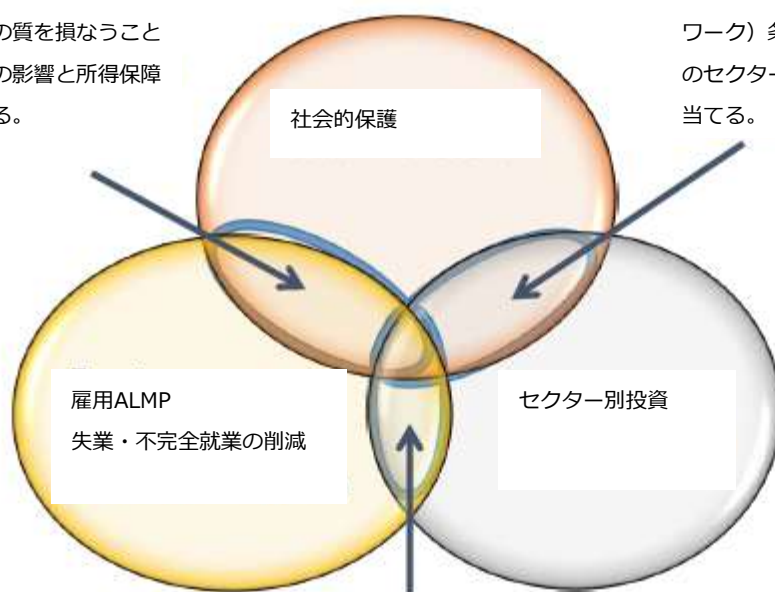 の質を損なうこと
の影響と所得保障
る。
ワーク）条
のセクター
当てる。
社会的保護
雇用ALMP
失業・不完全就業の削減
セクター別投資